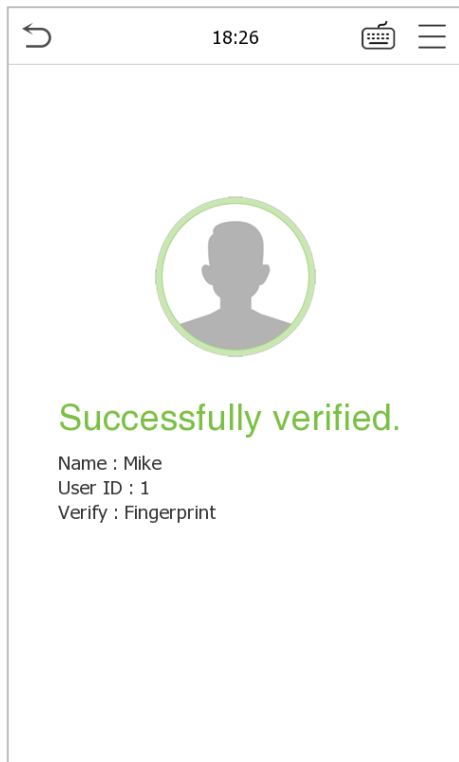 18:26
Successfully verified.
Name : Mike
User ID : 1
Verify : Fingerprint